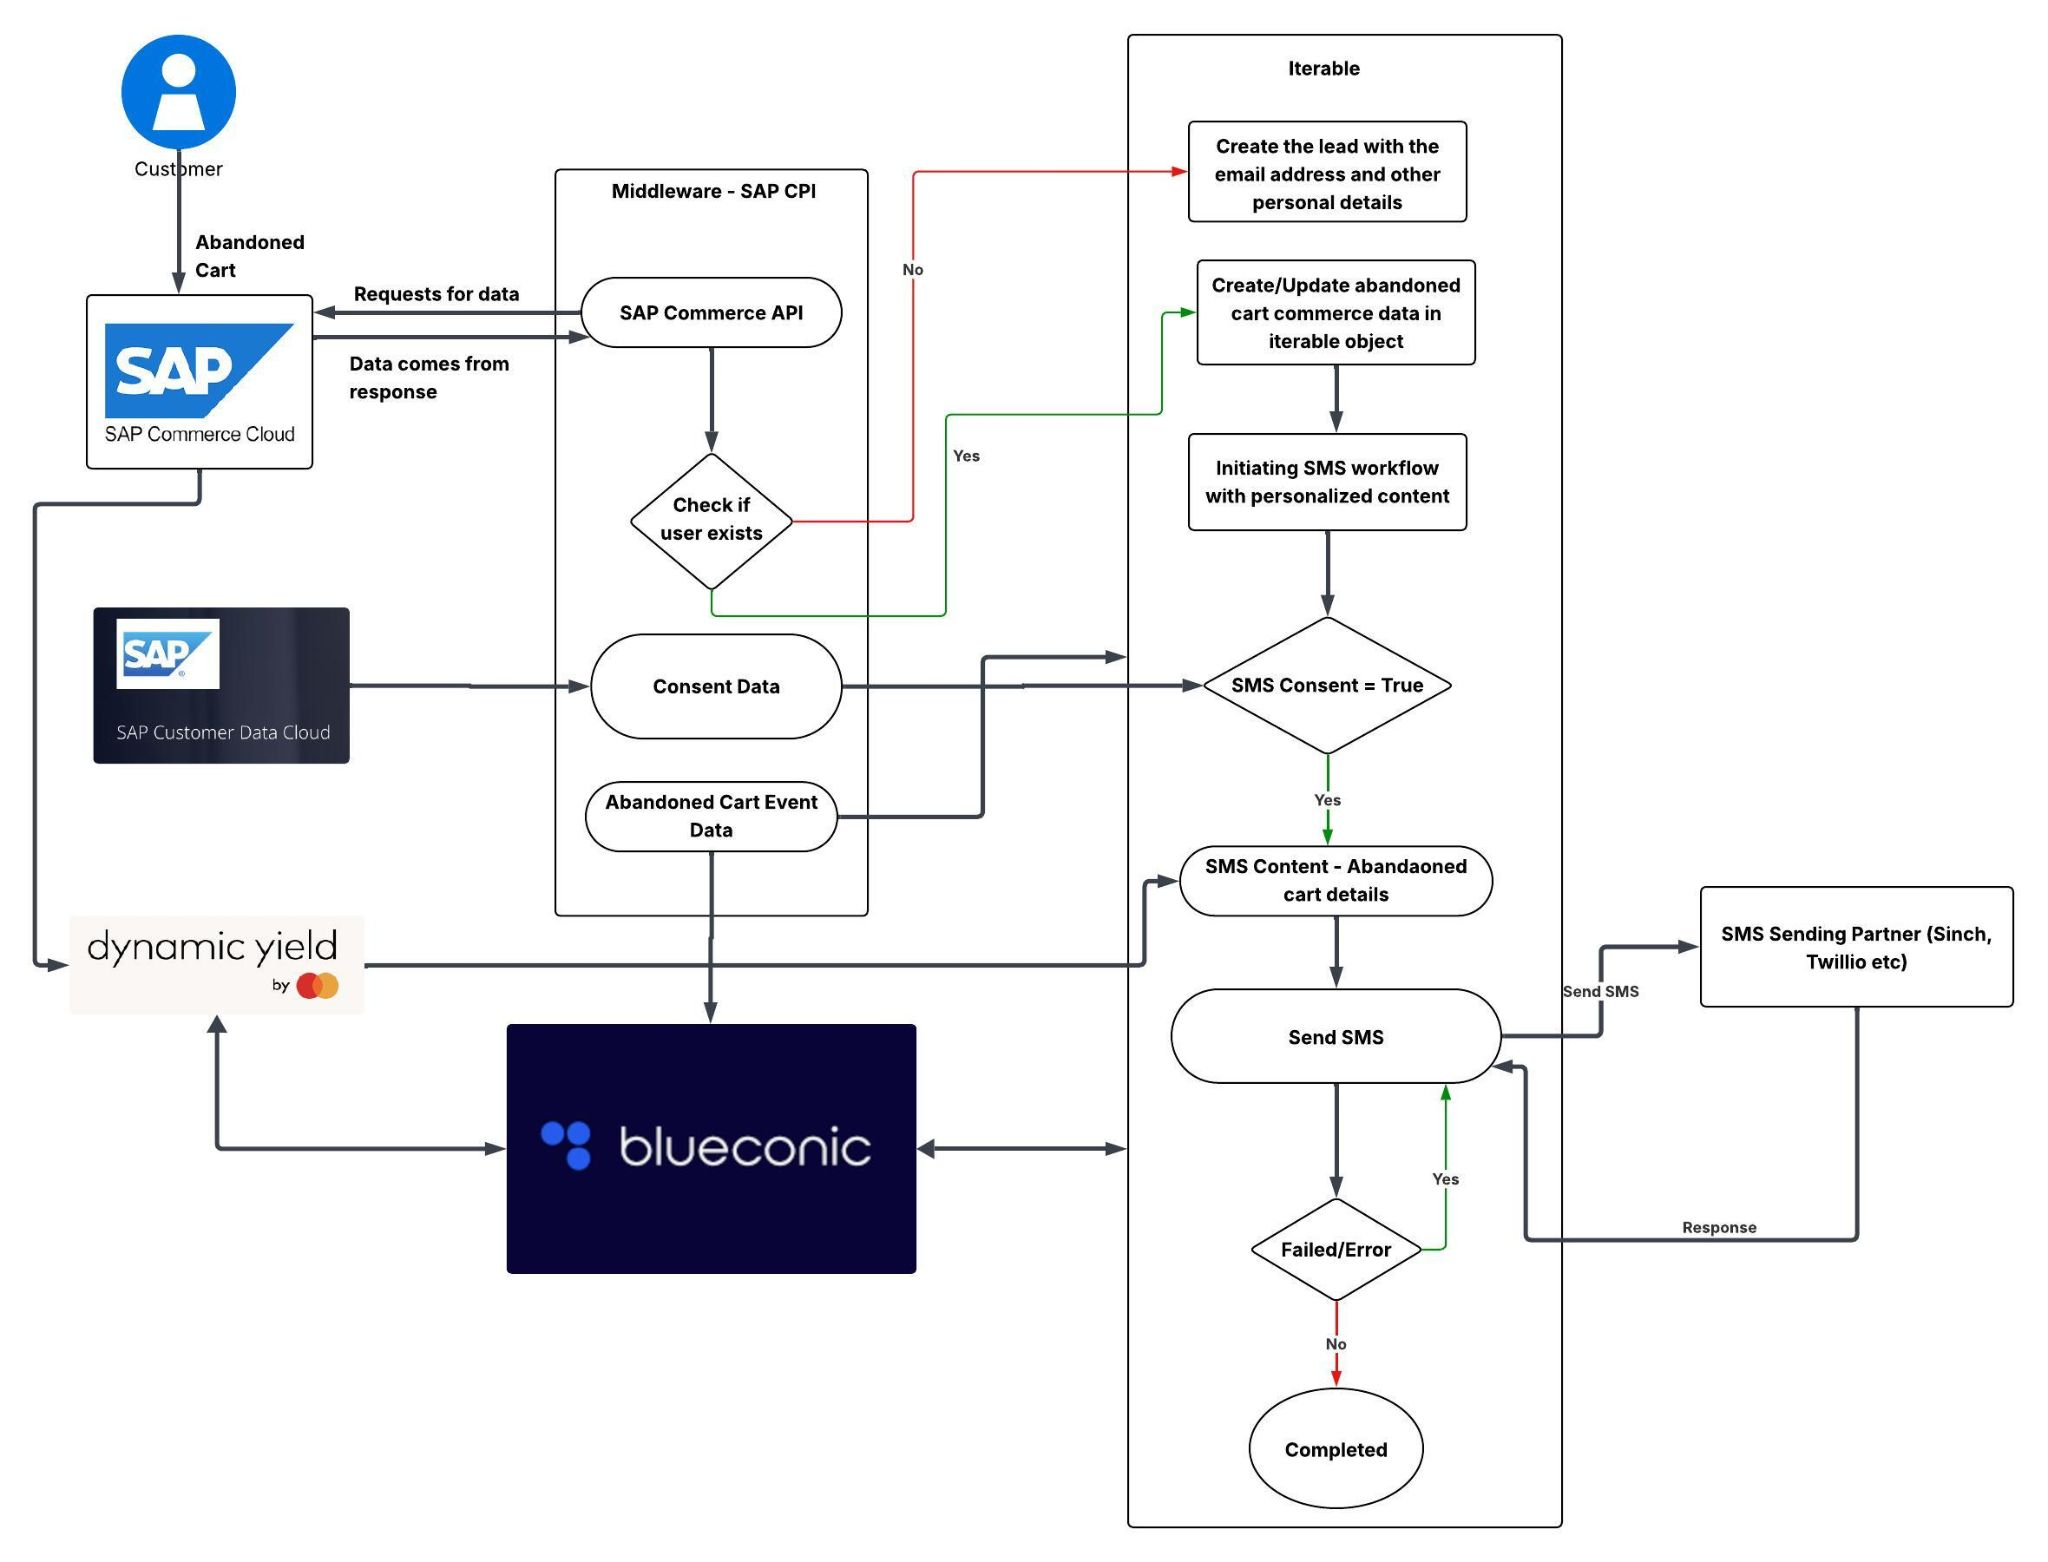 Customer
Abandoned
Cart
Requests for data
Data comes from
response
SAP
SAP Commerce Cloud
SAP
®
SAP Customer Data Cloud
dynamic yield
by
Middleware - SAP CPI
SAP Commerce API
Check if
user exists
No
Yes
Consent Data
Abandoned Cart Event
Data
blueconic
Iterable
Create the lead with the
email address and other
personal details
Create/Update abandoned
cart commerce data in
iterable object
Initiating SMS workflow
with personalized content
SMS Consent = True
Yes
SMS Content - Abandaoned
cart details
Send SMS
Yes
Failed/Error
No
Completed
Send SMS
SMS Sending Partner (Sinch,
Twillio etc)
Response